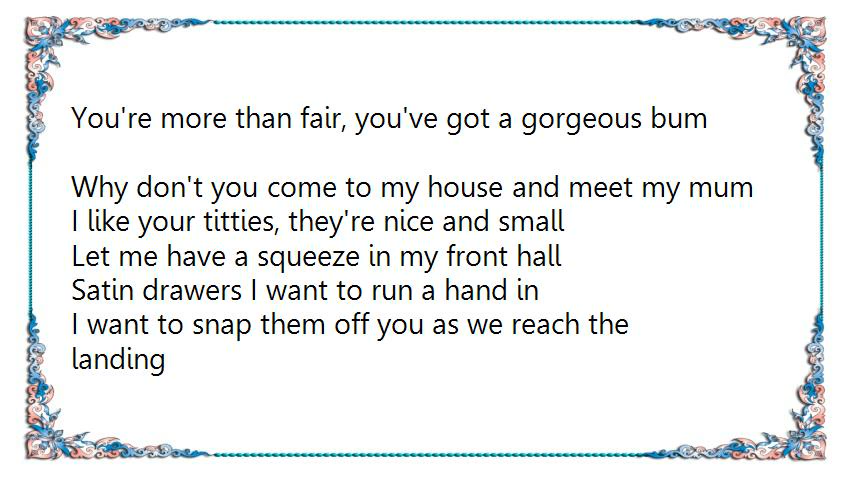 You're more than fair, you've got a gorgeous bum
Why don't you come to my house and meet my mum
I like your titties, they're nice and small
Let me have a squeeze in my front hall
Satin drawers I want to run a hand in
I want to snap them off you as we reach the
landing